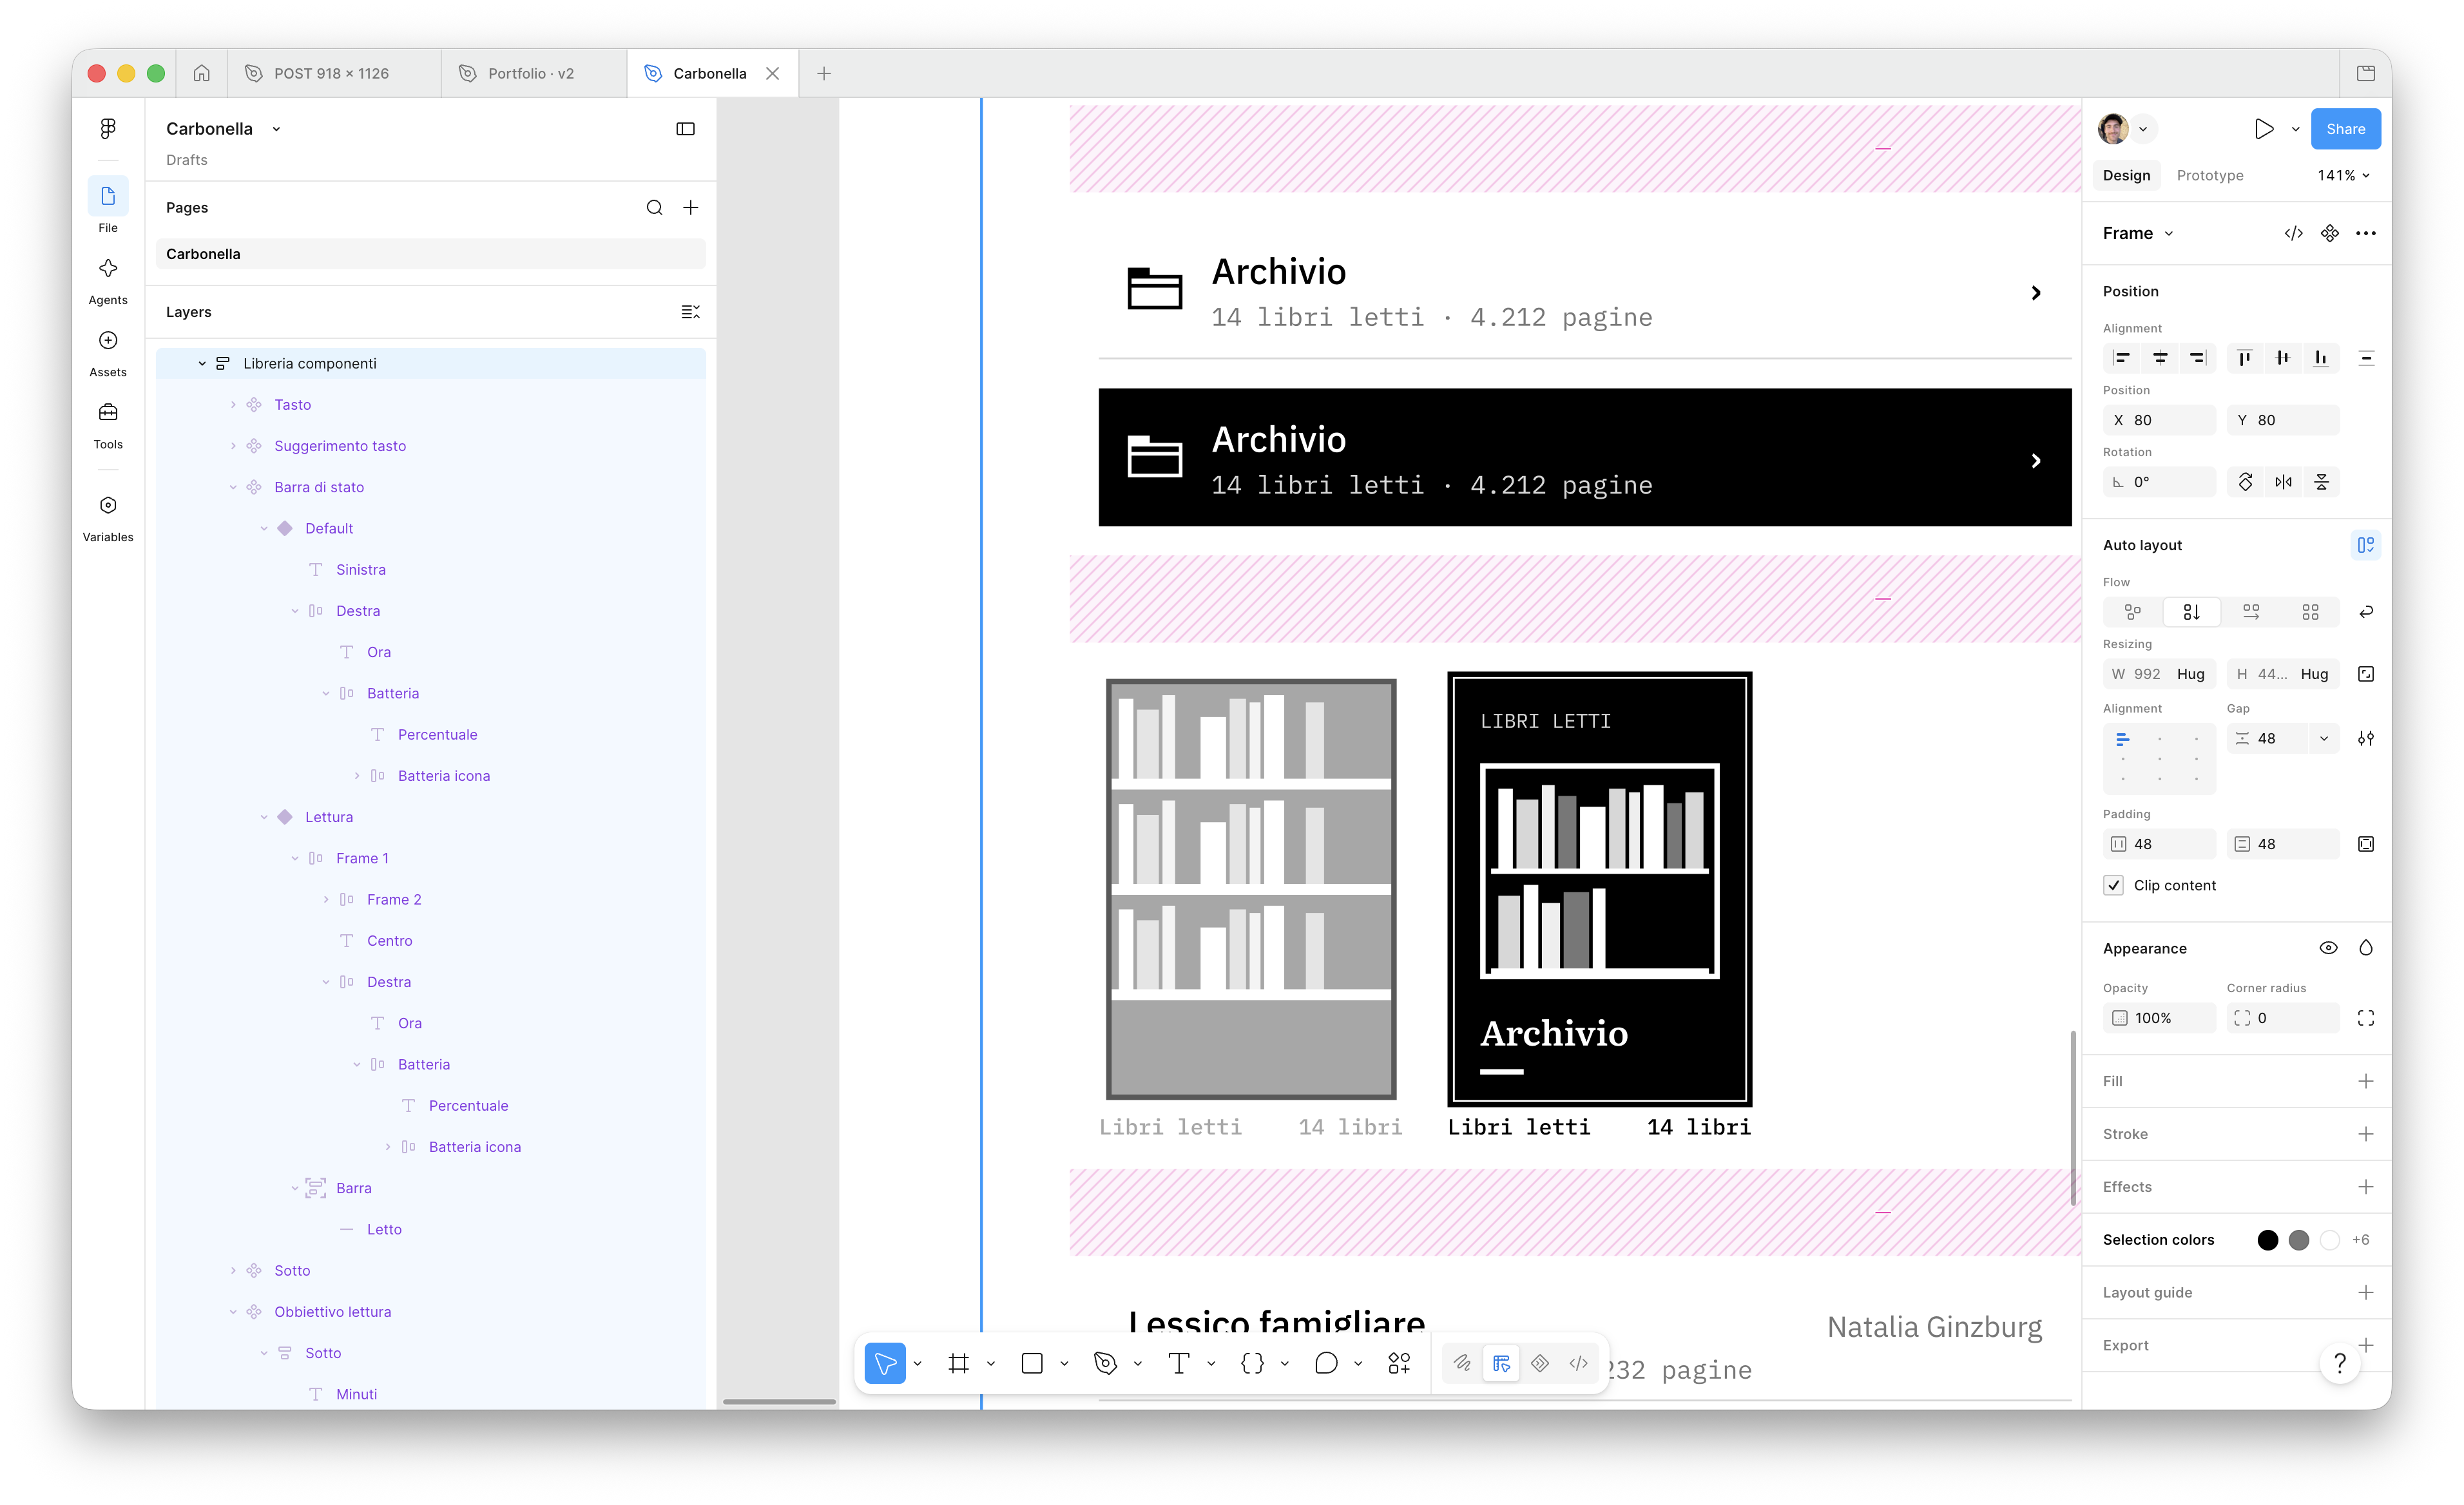 POST 918 × 1126
Portfolio · v2
Carbonella
File
Agents
Assets
Tools
Variables
Carbonella
Drafts
Pages
Carbonella
Layers
Libreria componenti
Tasto
Suggerimento tasto
Barra di stato
Default
Sinistra
Destra
Ora
Batteria
Percentuale
Batteria icona
Lettura
Frame 1
Frame 2
Centro
Destra
Ora
Batteria
Percentuale
Batteria icona
Barra
Letto
Sotto
Obbiettivo lettura
Sotto
Minuti
Archivio
14 libri letti · 4.212 pagine
Archivio
14 libri letti · 4.212 pagine
LIBRI LETTI
Archivio
Libri letti 14 libri
Libri letti 14 libri
Lessico famigliare
Natalia Ginzburg
232 pagine
Share
Design Prototype 141%
Frame
Position
Alignment
Position
X 80 Y 80
Rotation
0°
Auto layout
Flow
Resizing
W 992 Hug H 44... Hug
Alignment Gap
48
Padding
48 48
Clip content
Appearance
Opacity Corner radius
100% 0
Fill
Stroke
Effects
Selection colors +6
Layout guide
Export
?